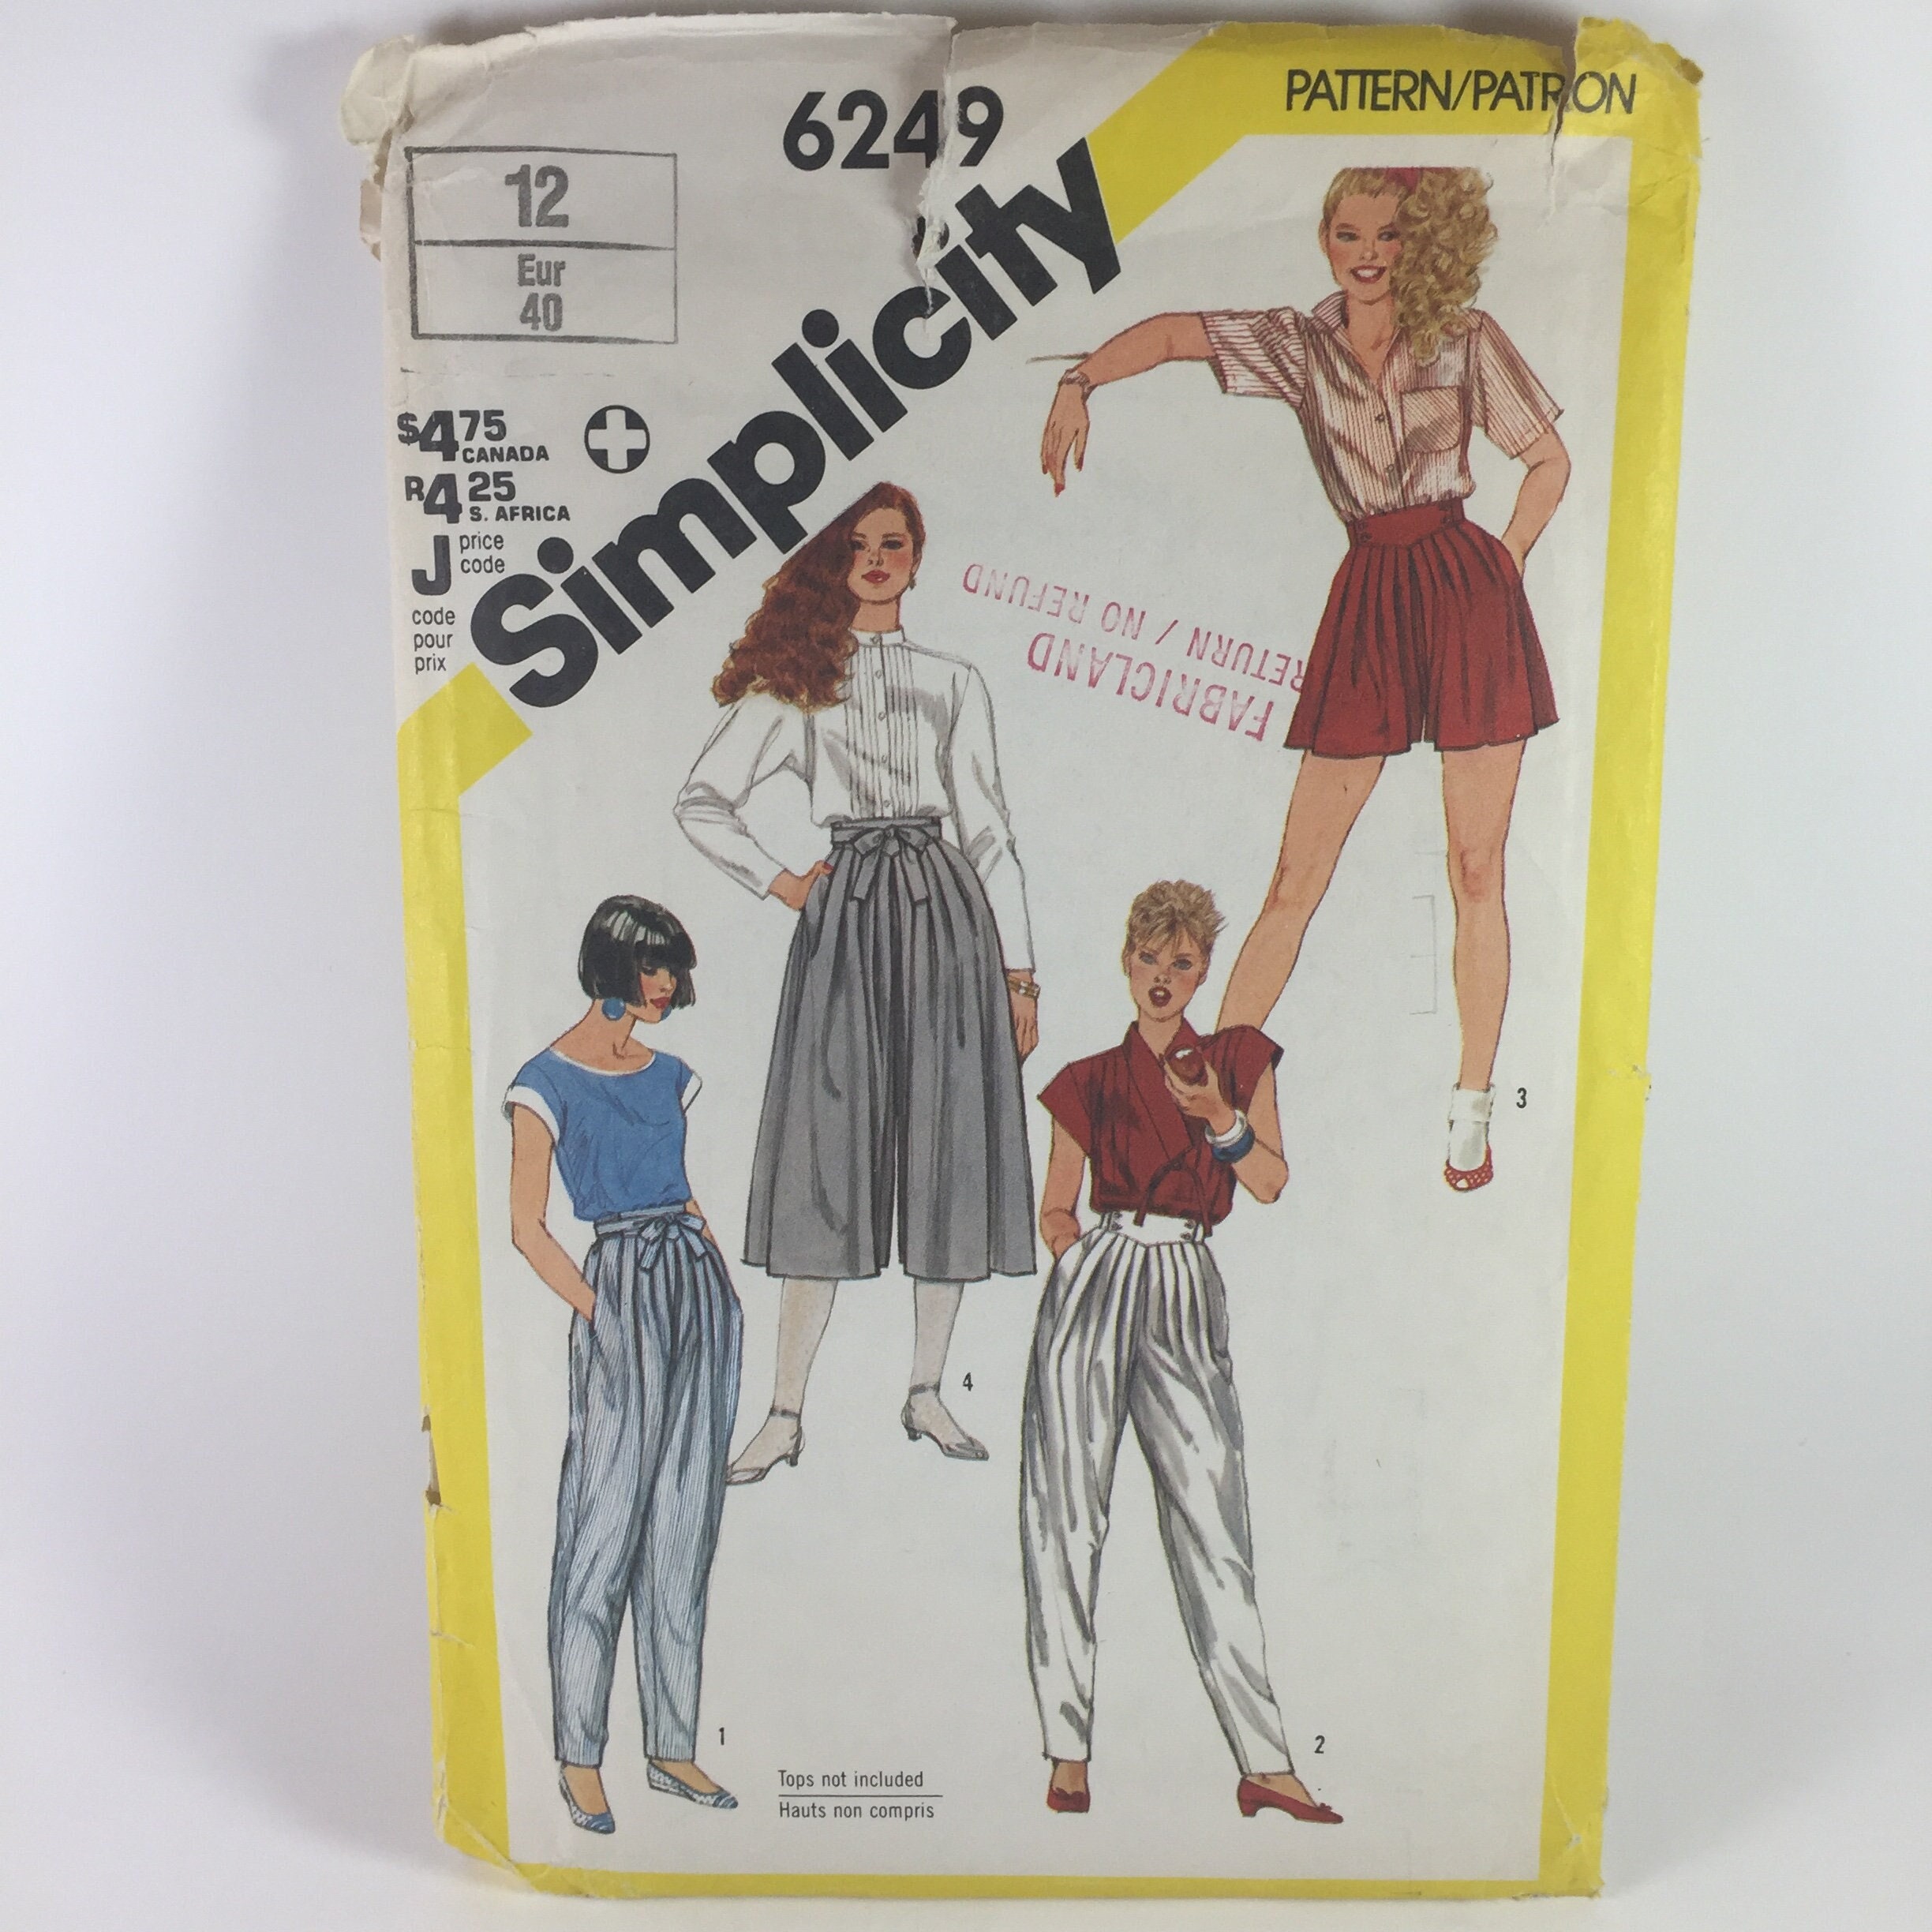 6249
PATTERN/PATRON
12
Eur
40
Simplicity
$4 75
CANADA
R4 25
S. AFRICA
J price
code
code
pour
prix
FABRICLAND
RETURN / NO REFUND
3
4
1
2
Tops not included
Hauts non compris